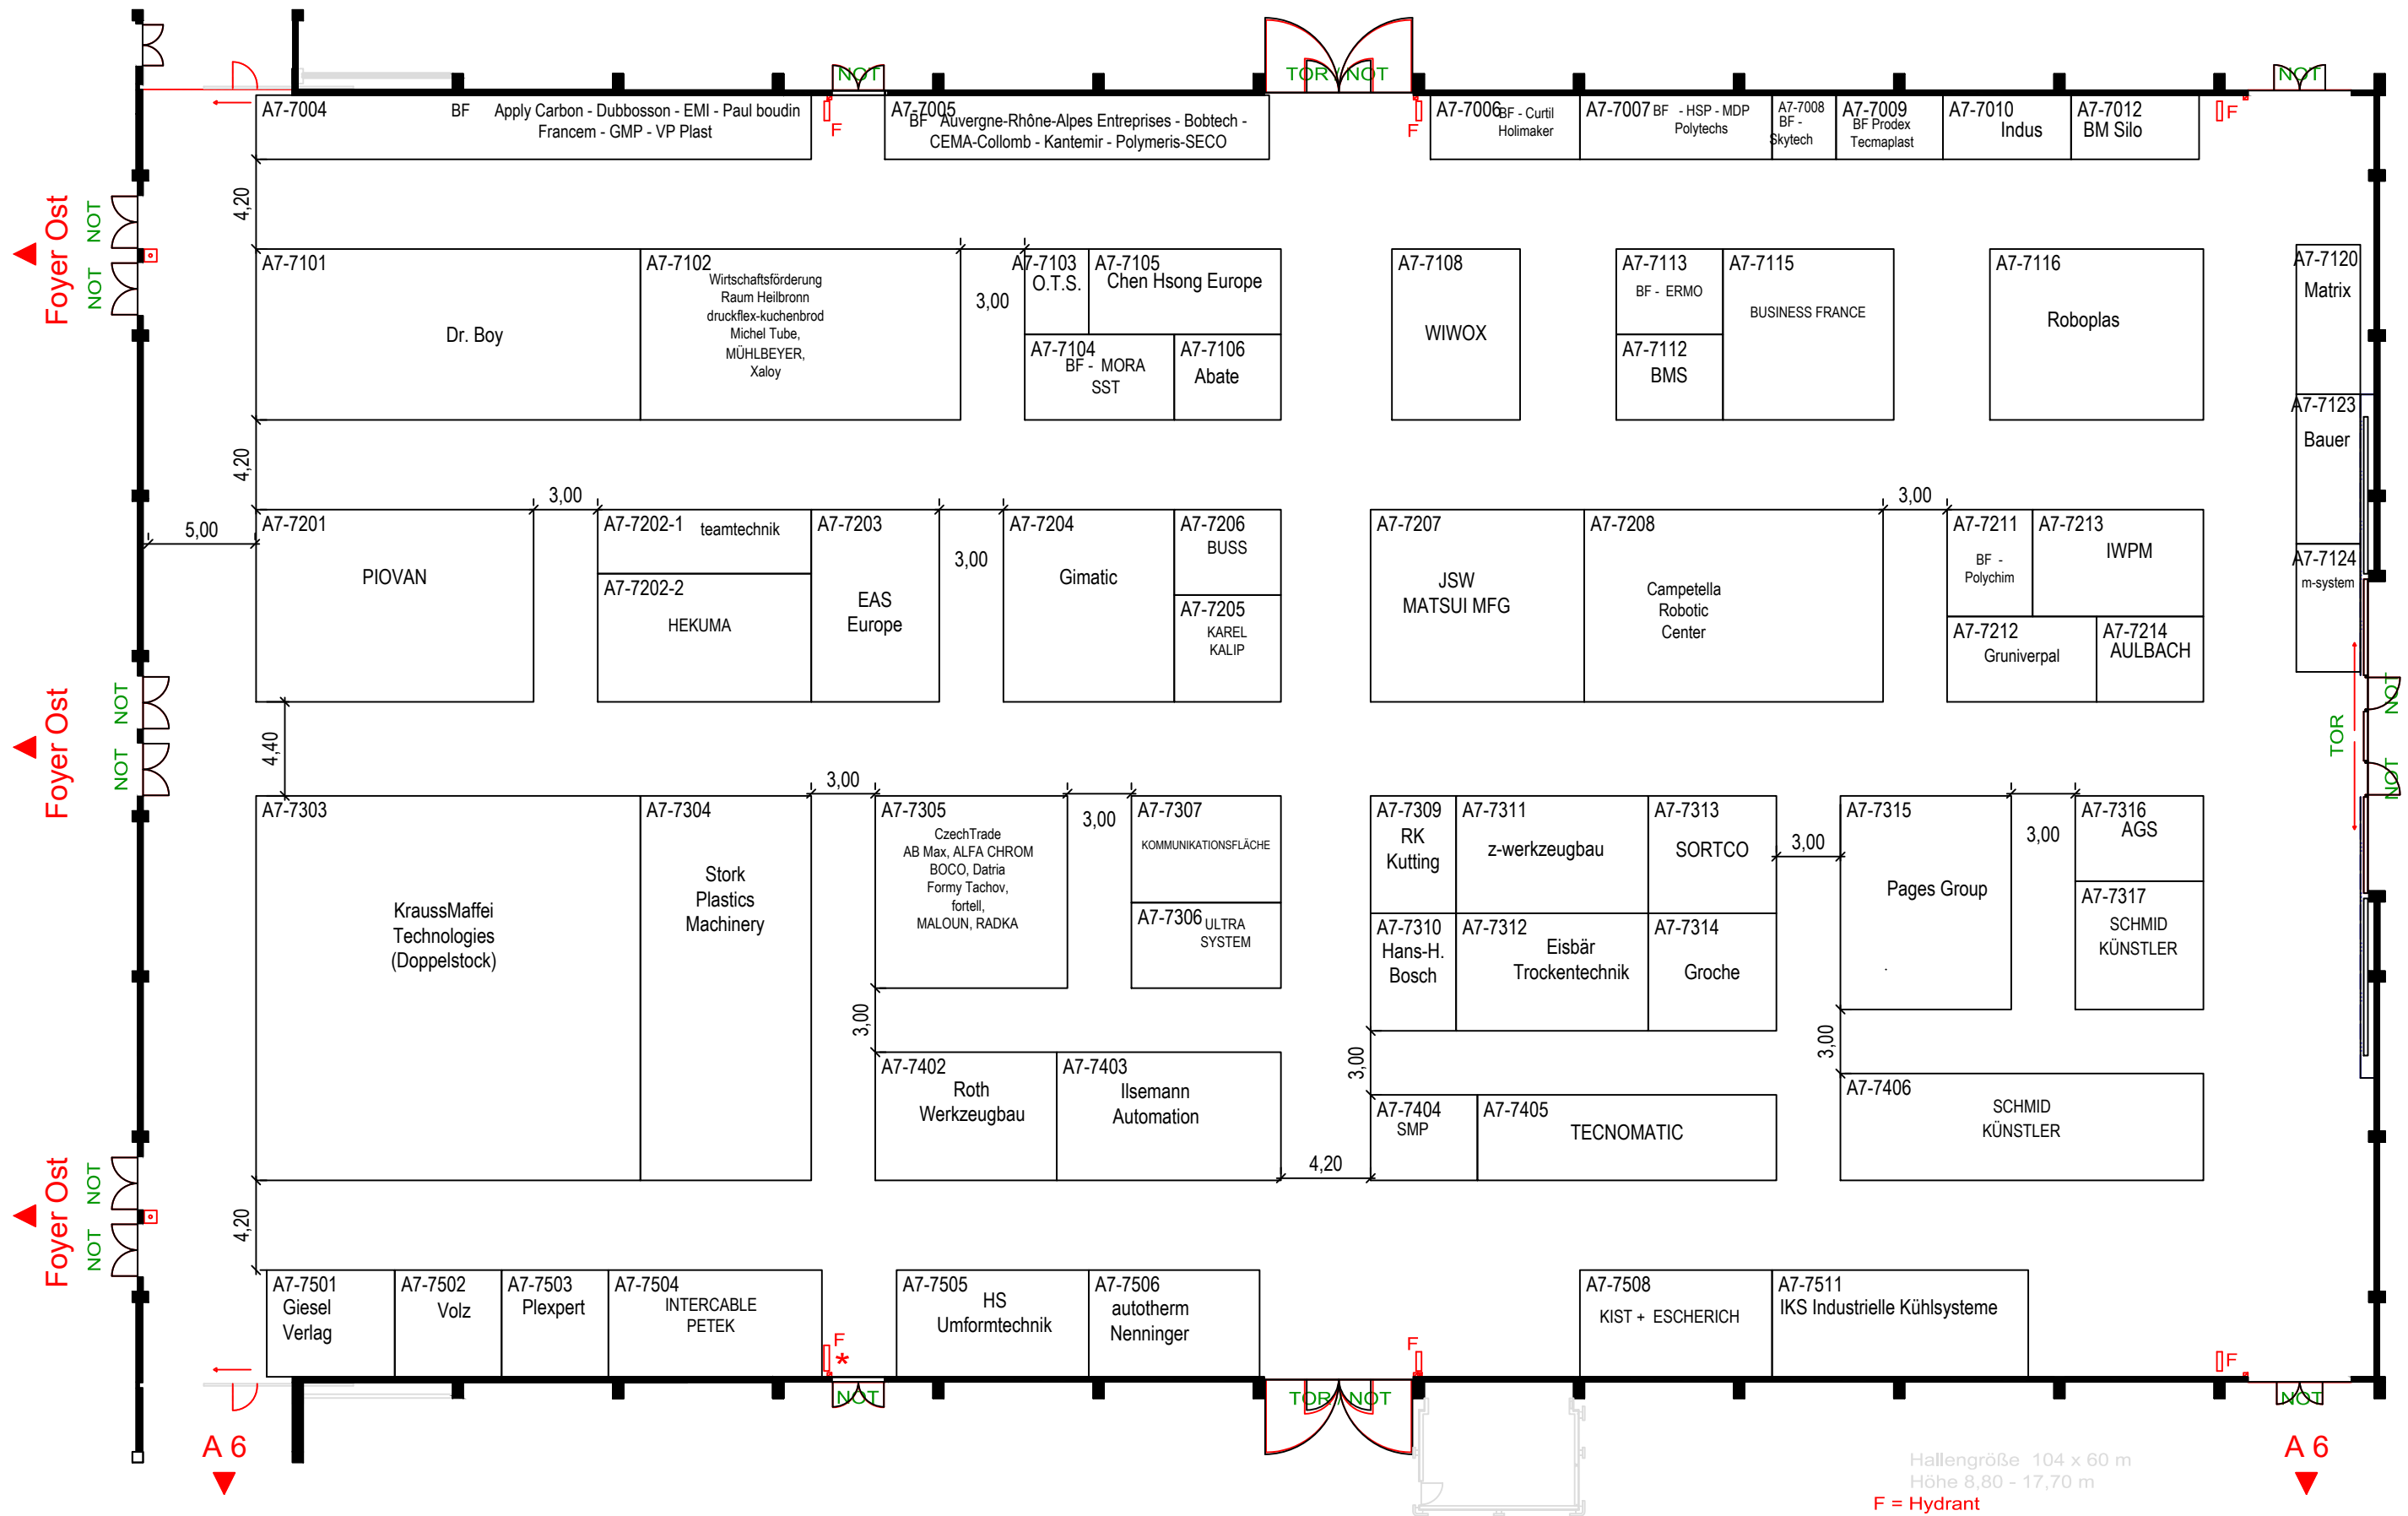 NOT
TOR / NOT
NOT
A7-7004
BF Apply Carbon - Dubbosson - EMI - Paul boudin
Francem - GMP - VP Plast
F
A7-7005
BF Auvergne-Rhône-Alpes Entreprises - Bobtech -
CEMA-Collomb - Kantemir - Polymeris-SECO
F
A7-7006
BF - Curtil
Holimaker
A7-7007
BF - HSP - MDP
Polytechs
A7-7008
BF -
Skytech
A7-7009
BF Prodex
Tecmaplast
A7-7010
Indus
A7-7012
BM Silo
F
4,20
Foyer Ost
NOT
NOT
A7-7101
Dr. Boy
A7-7102
Wirtschaftsförderung
Raum Heilbronn
druckflex-kuchenbrod
Michel Tube,
MÜHLBEYER,
Xaloy
3,00
A7-7103
O.T.S.
A7-7105
Chen Hsong Europe
A7-7104
BF - MORA
SST
A7-7106
Abate
A7-7108
WIWOX
A7-7113
BF - ERMO
A7-7112
BMS
A7-7115
BUSINESS FRANCE
A7-7116
Roboplas
A7-7120
Matrix
A7-7123
Bauer
A7-7124
m-system
4,20
5,00
A7-7201
PIOVAN
3,00
A7-7202-1
teamtechnik
A7-7202-2
HEKUMA
A7-7203
EAS
Europe
3,00
A7-7204
Gimatic
A7-7206
BUSS
A7-7205
KAREL
KALIP
A7-7207
JSW
MATSUI MFG
A7-7208
Campetella
Robotic
Center
3,00
A7-7211
BF -
Polychim
A7-7213
IWPM
A7-7212
Gruniverpal
A7-7214
AULBACH
Foyer Ost
NOT
NOT
4,40
TOR
NOT
NOT
A7-7303
KraussMaffei
Technologies
(Doppelstock)
A7-7304
Stork
Plastics
Machinery
3,00
A7-7305
CzechTrade
AB Max, ALFA CHROM
BOCO, Datria
Formy Tachov,
fortell,
MALOUN, RADKA
3,00
A7-7307
KOMMUNIKATIONSFLÄCHE
A7-7306
ULTRA
SYSTEM
A7-7309
RK
Kutting
A7-7311
z-werkzeugbau
A7-7313
SORTCO
A7-7310
Hans-H.
Bosch
A7-7312
Eisbär
Trockentechnik
A7-7314
Groche
3,00
A7-7315
Pages Group
3,00
A7-7316
AGS
A7-7317
SCHMID
KÜNSTLER
3,00
3,00
3,00
A7-7402
Roth
Werkzeugbau
A7-7403
Ilsemann
Automation
4,20
A7-7404
SMP
A7-7405
TECNOMATIC
A7-7406
SCHMID
KÜNSTLER
Foyer Ost
NOT
NOT
4,20
A7-7501
Giesel
Verlag
A7-7502
Volz
A7-7503
Plexpert
A7-7504
INTERCABLE
PETEK
F
*
A7-7505
HS
Umformtechnik
A7-7506
autotherm
Nenninger
F
A7-7508
KIST + ESCHERICH
A7-7511
IKS Industrielle Kühlsysteme
F
NOT
TOR / NOT
NOT
A 6
A 6
Hallengröße 104 x 60 m
Höhe 8,80 - 17,70 m
F = Hydrant